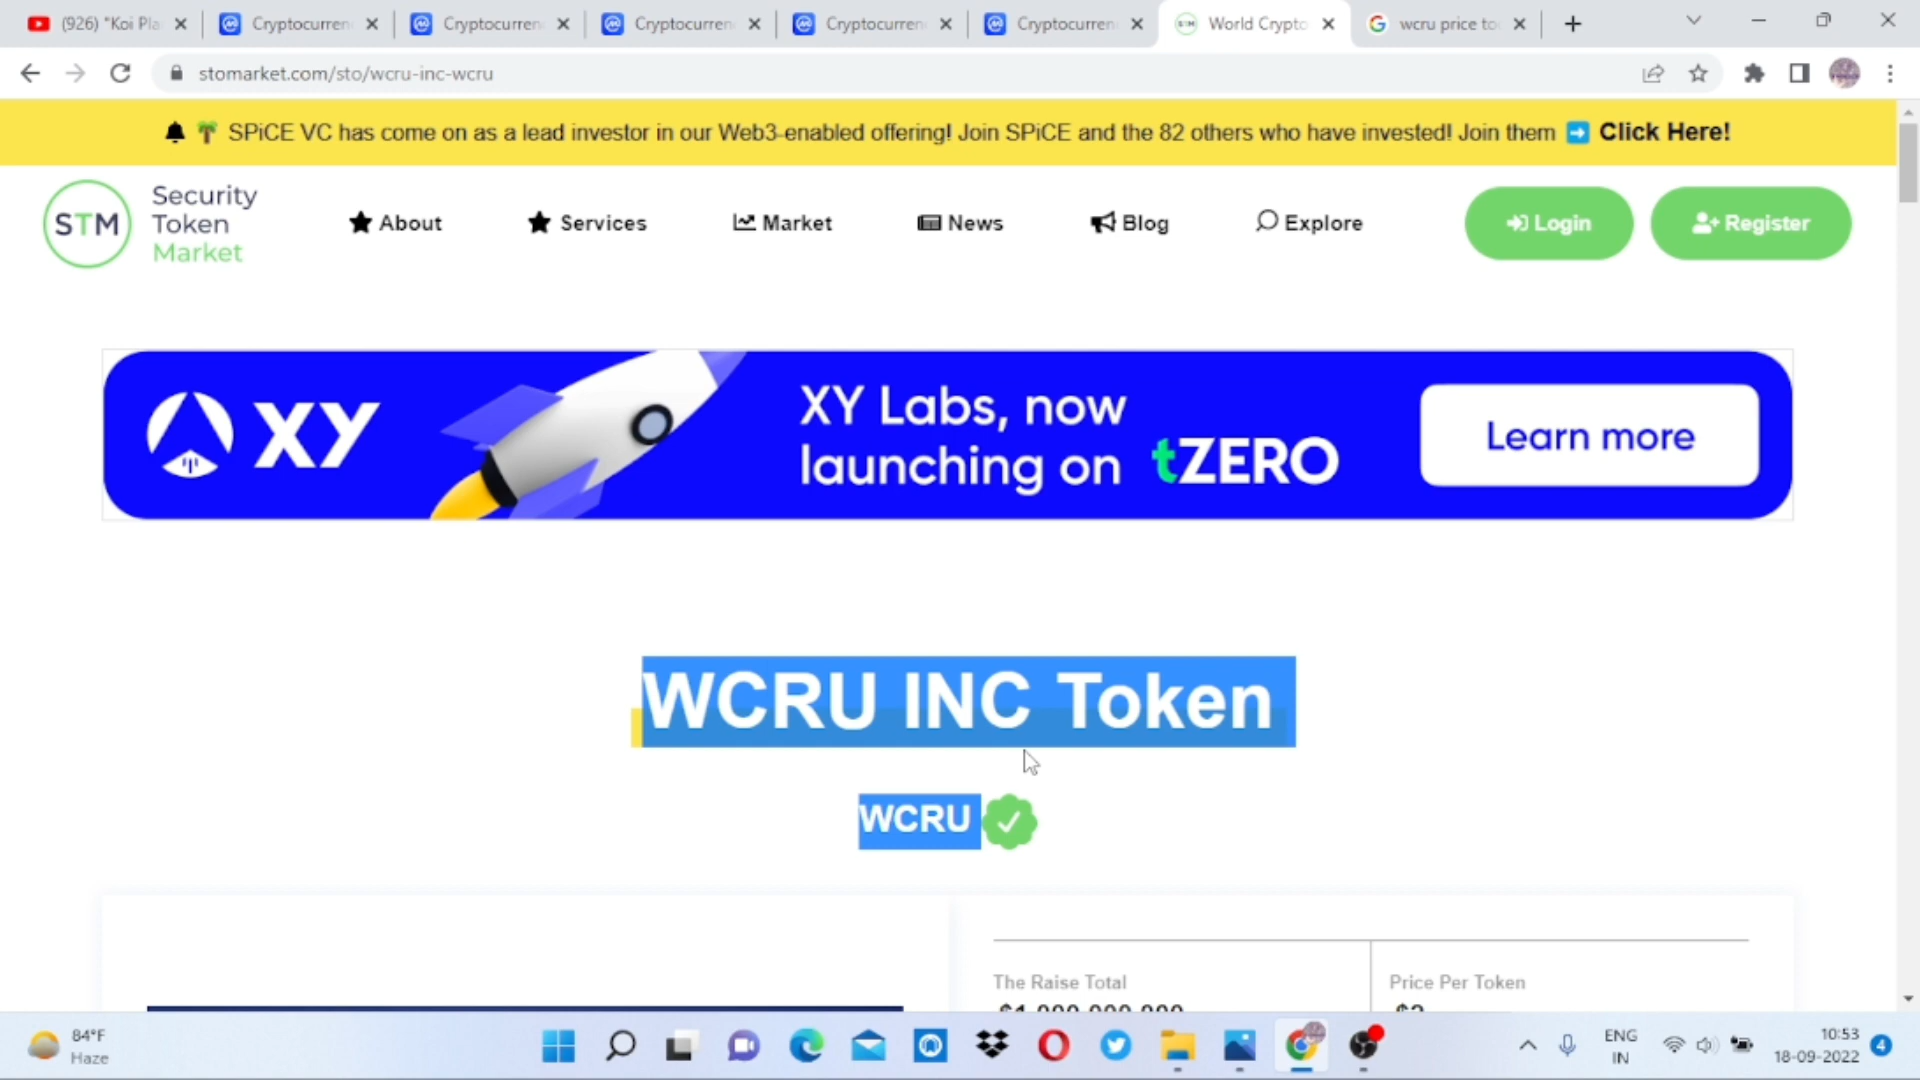 (926) "Koi Pla
Cryptocurren
Cryptocurren
Cryptocurren
Cryptocurren
Cryptocurren
World Crypto
wcru price to
stomarket.com/sto/wcru-inc-wcru
SPiCE VC has come on as a lead investor in our Web3-enabled offering! Join SPiCE and the 82 others who have invested! Join them Click Here!
STM
Security
Token
Market
About
Services
Market
News
Blog
Explore
Login
Register
XY
XY Labs, now
launching on tZERO
Learn more
WCRU INC Token
WCRU
The Raise Total
Price Per Token
84°F
Haze
ENG
IN
10:53
18-09-2022
4